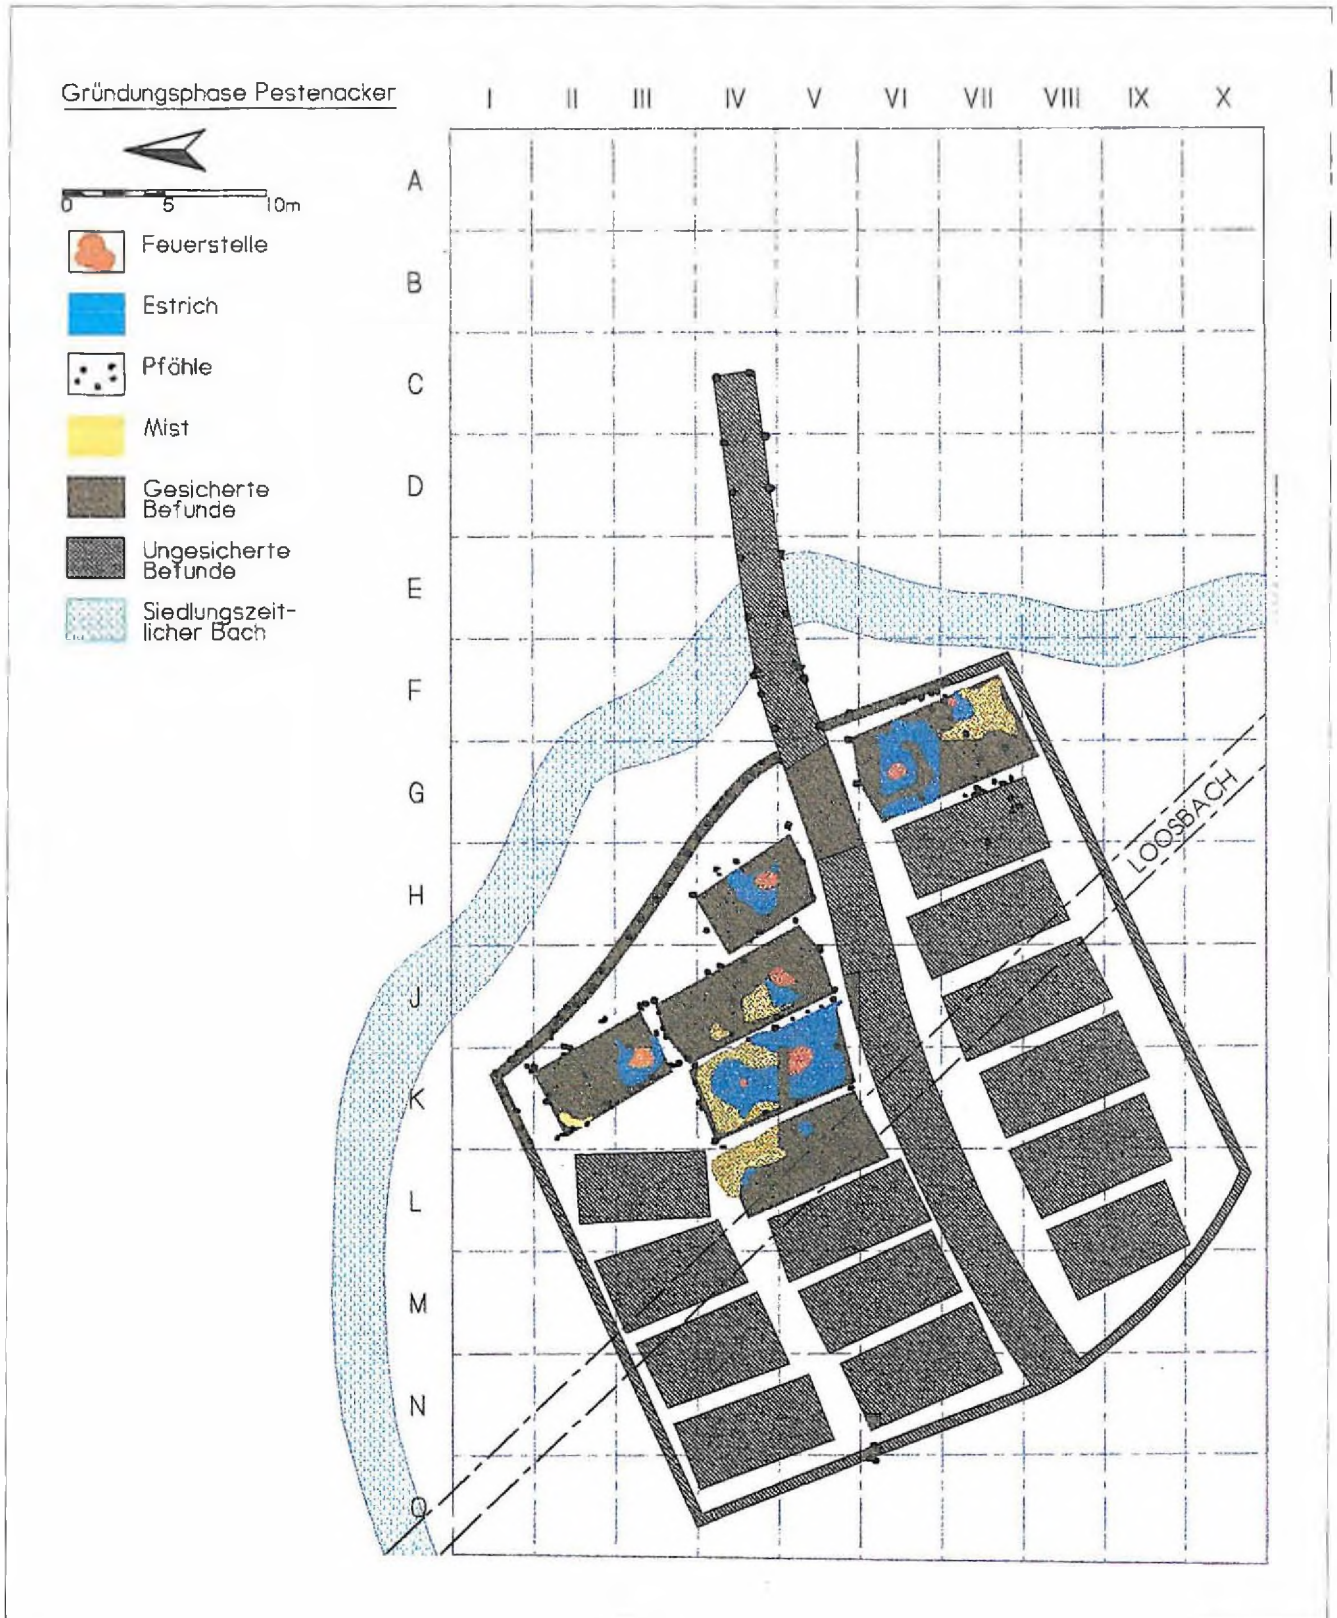 Gründungsphase Pestenacker
I II III IV V VI VII VIII IX X
0 5 10m
Feuerstelle
Estrich
Pfähle
Mist
Gesicherte
Befunde
Ungesicherte
Befunde
Siedlungszeit-
licher Bach
A
B
C
D
E
F
G
H
J
K
L
M
N
Q
LOOSBACH